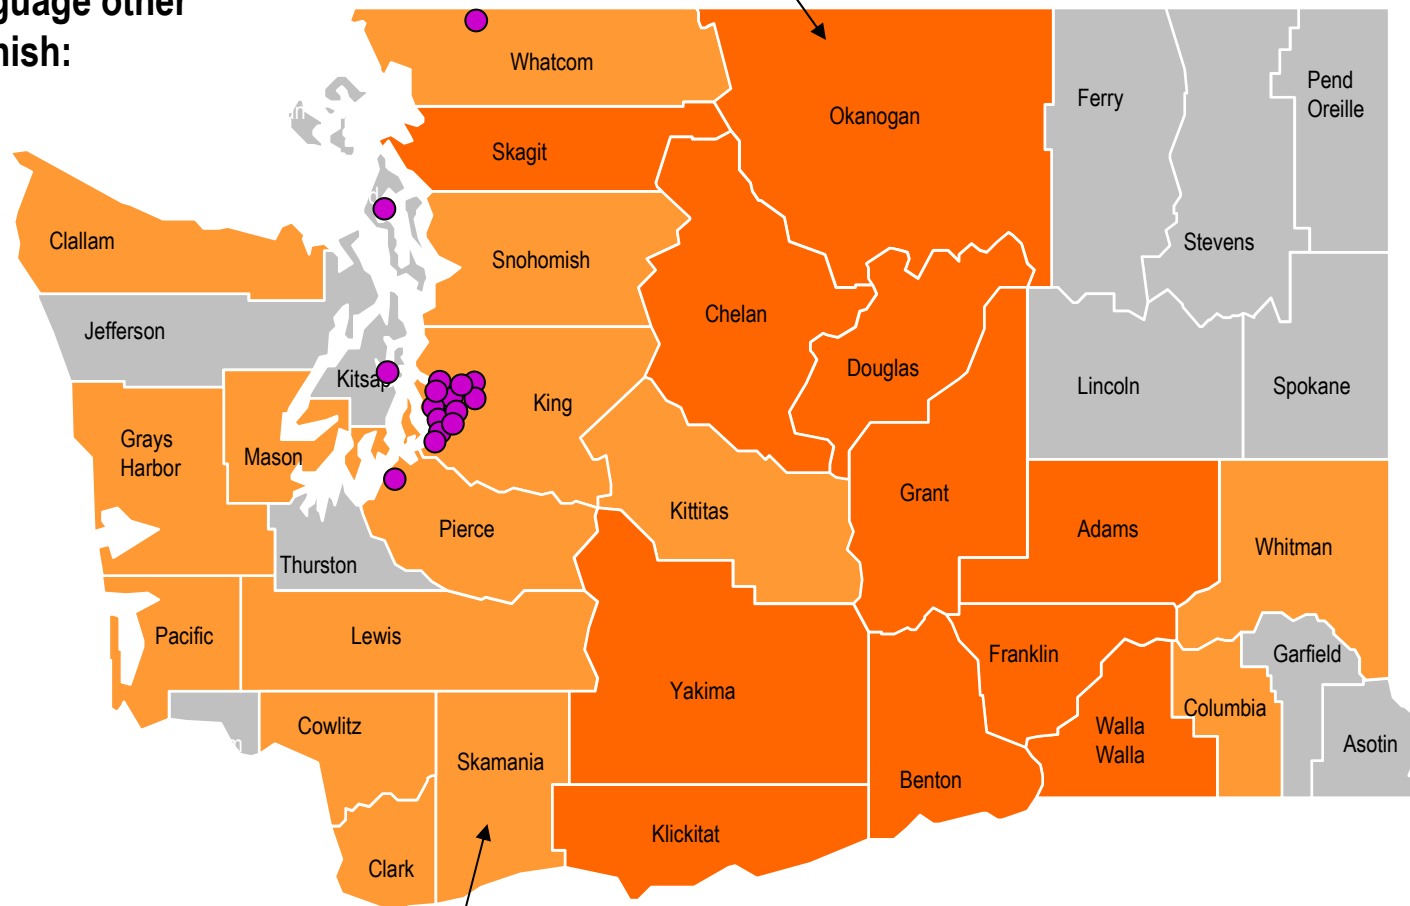 nish:
Whatcom
Pend
Oreille
Ferry
Okanogan
Skagit
Clallam
Stevens
Snohomish
Chelan
Jefferson
Douglas
Kitsap
Lincoln
Spokane
King
Grays
Harbor
Mason
Grant
Kittitas
Pierce
Adams
Whitman
Thurston
Pacific
Lewis
Franklin
Garfield
Yakima
Columbia
Cowlitz
Walla
Walla
Asotin
Skamania
Benton
Klickitat
Clark